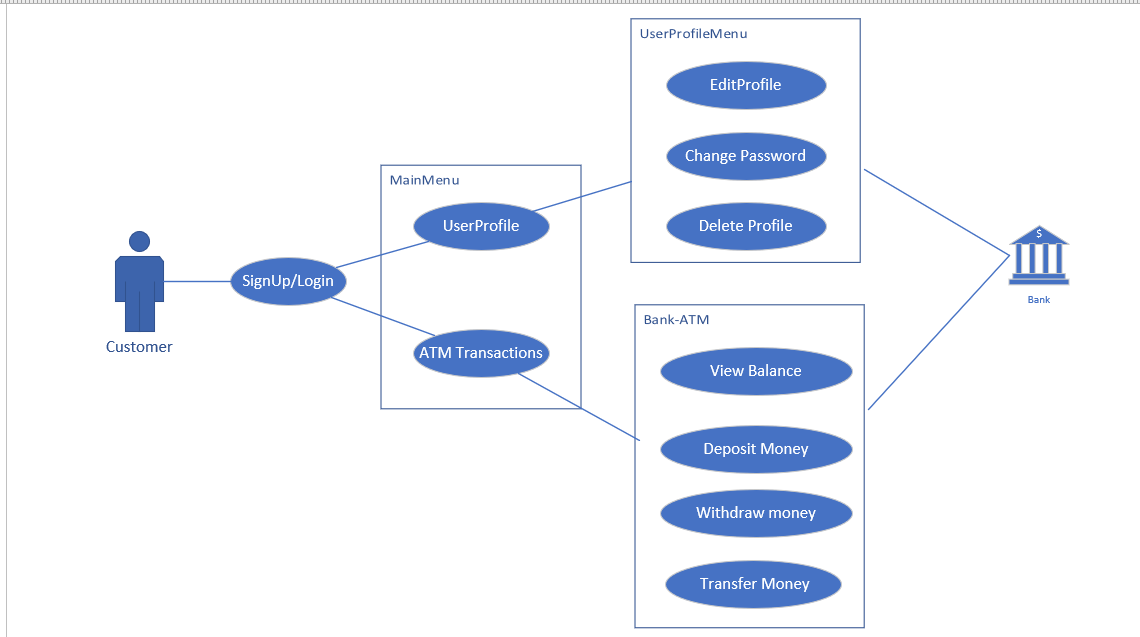 UserProfileMenu
EditProfile
Change Password
Delete Profile
MainMenu
UserProfile
ATM Transactions
SignUp/Login
Customer
Bank-ATM
View Balance
Deposit Money
Withdraw money
Transfer Money
$
Bank